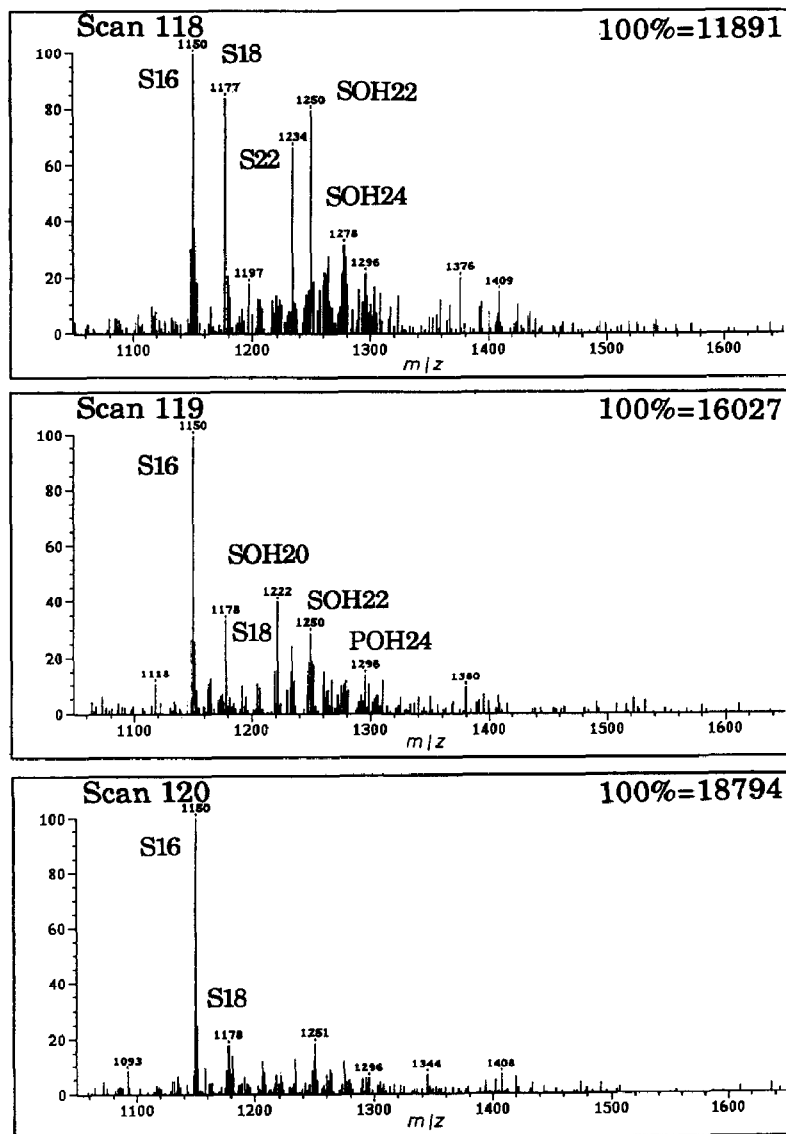 Scan 118 100%=11891
1150
S16
S18
1177
SOH22
1250
1234
S22
SOH24
1278
1296
1197
1376
1409
100
80
60
40
20
0
1100 1200 1300 1400 1500 1600
m/z
Scan 119 100%=16027
1150
S16
SOH20
1222
SOH22
1250
1178
S18
POH24
1296
1118
1380
100
80
60
40
20
0
1100 1200 1300 1400 1500 1600
m/z
Scan 120 100%=18794
1150
S16
S18
1178
1251
1093
1296
1344
1408
100
80
60
40
20
0
1100 1200 1300 1400 1500 1600
m/z